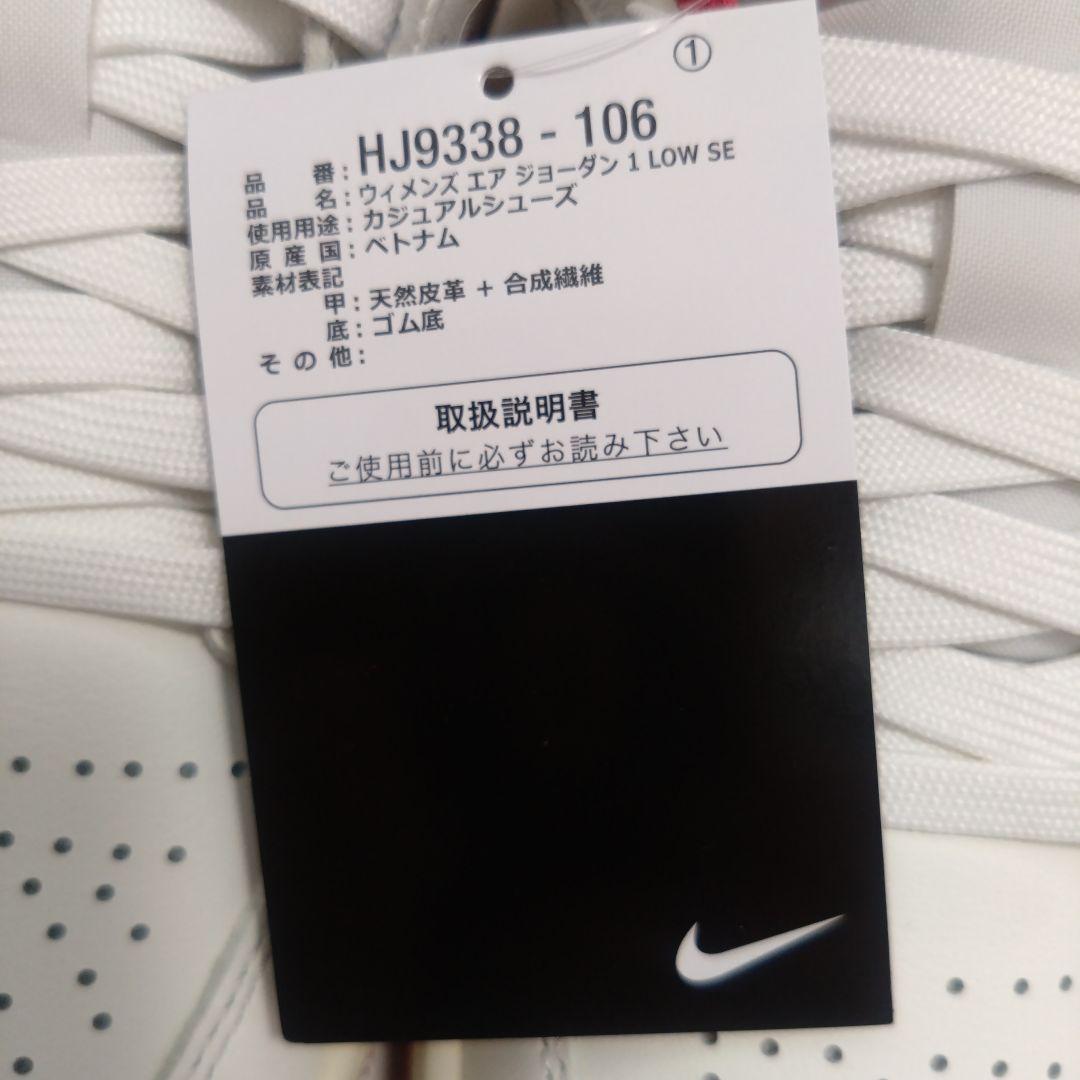 ①
品 番 : HJ9338 - 106
品 名 : ウィメンズ エア ジョーダン 1 LOW SE
使用用途 : カジュアルシューズ
原 産 国 : ベトナム
素材表記
甲 : 天然皮革 + 合成繊維
底 : ゴム底
そ の 他 :
取扱説明書
ご使用前に必ずお読み下さい